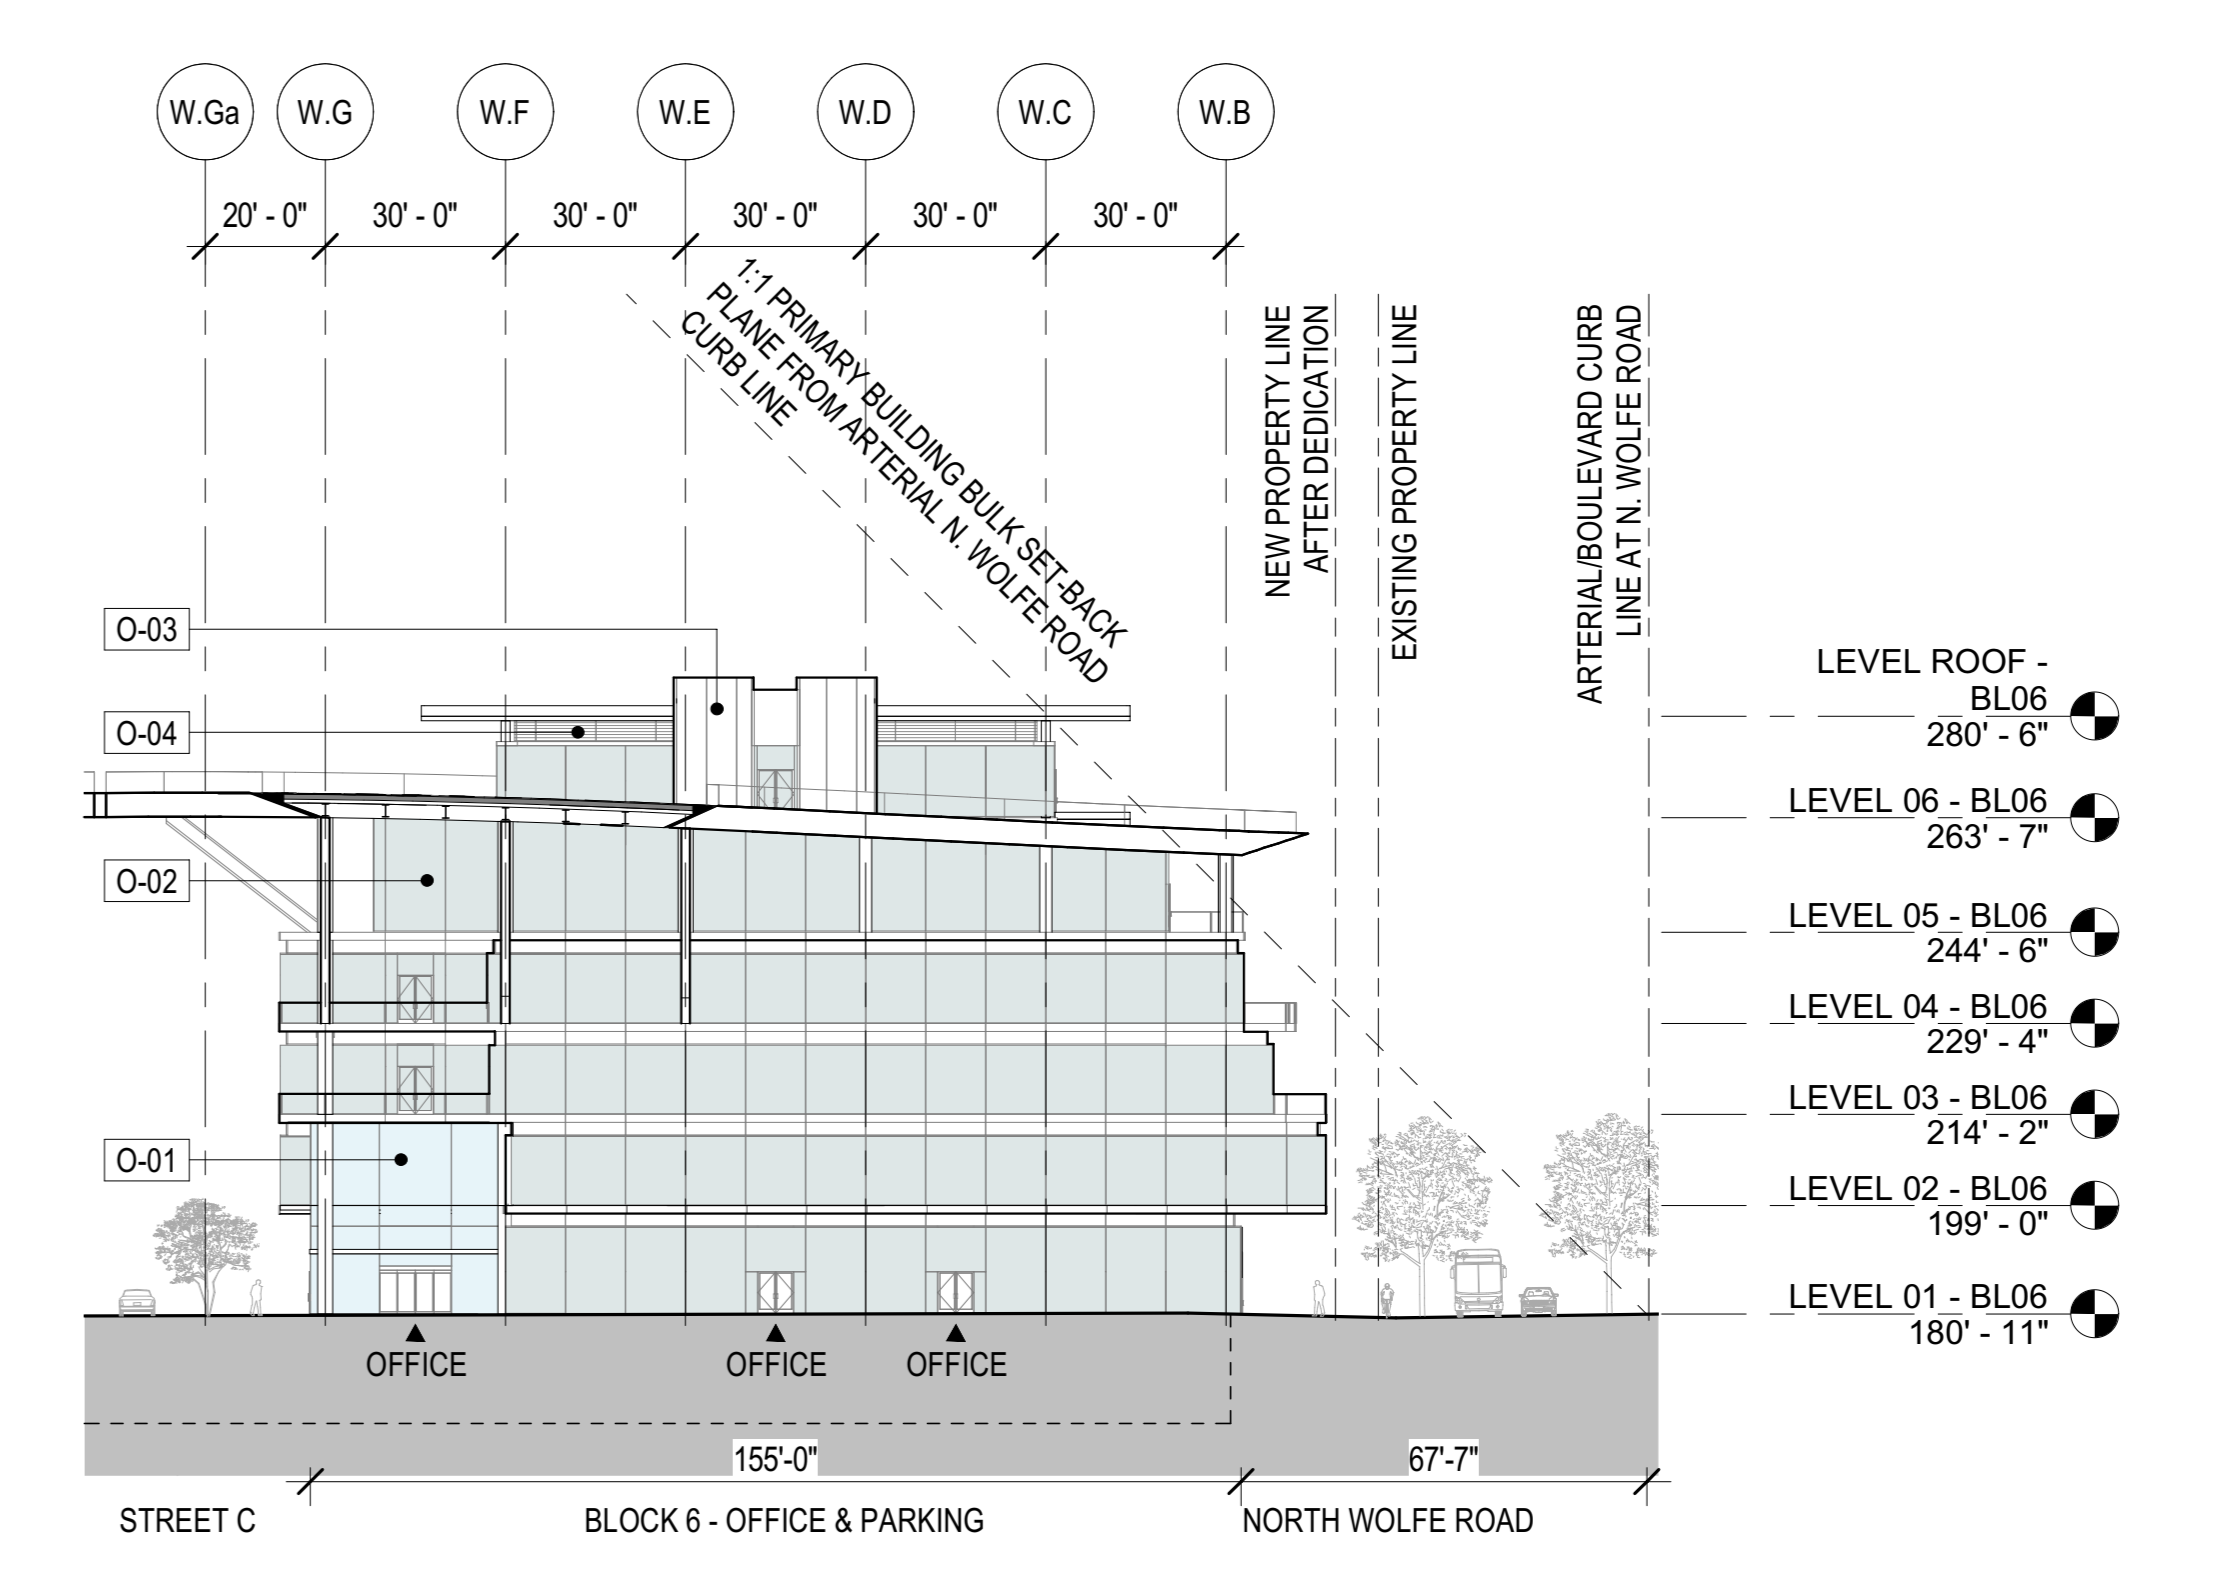 W.Ga W.G W.F W.E W.D W.C W.B
20' - 0" 30' - 0" 30' - 0" 30' - 0" 30' - 0" 30' - 0"
1:1 PRIMARY BUILDING BULK SET-BACK
PLANE FROM ARTERIAL N. WOLFE ROAD
CURB LINE
NEW PROPERTY LINE
AFTER DEDICATION
EXISTING PROPERTY LINE
ARTERIAL/BOULEVARD CURB
LINE AT N. WOLFE ROAD
O-03
O-04
O-02
O-01
LEVEL ROOF -
BL06
280' - 6"
LEVEL 06 - BL06
263' - 7"
LEVEL 05 - BL06
244' - 6"
LEVEL 04 - BL06
229' - 4"
LEVEL 03 - BL06
214' - 2"
LEVEL 02 - BL06
199' - 0"
LEVEL 01 - BL06
180' - 11"
OFFICE OFFICE OFFICE
155'-0" 67'-7"
STREET C BLOCK 6 - OFFICE & PARKING NORTH WOLFE ROAD